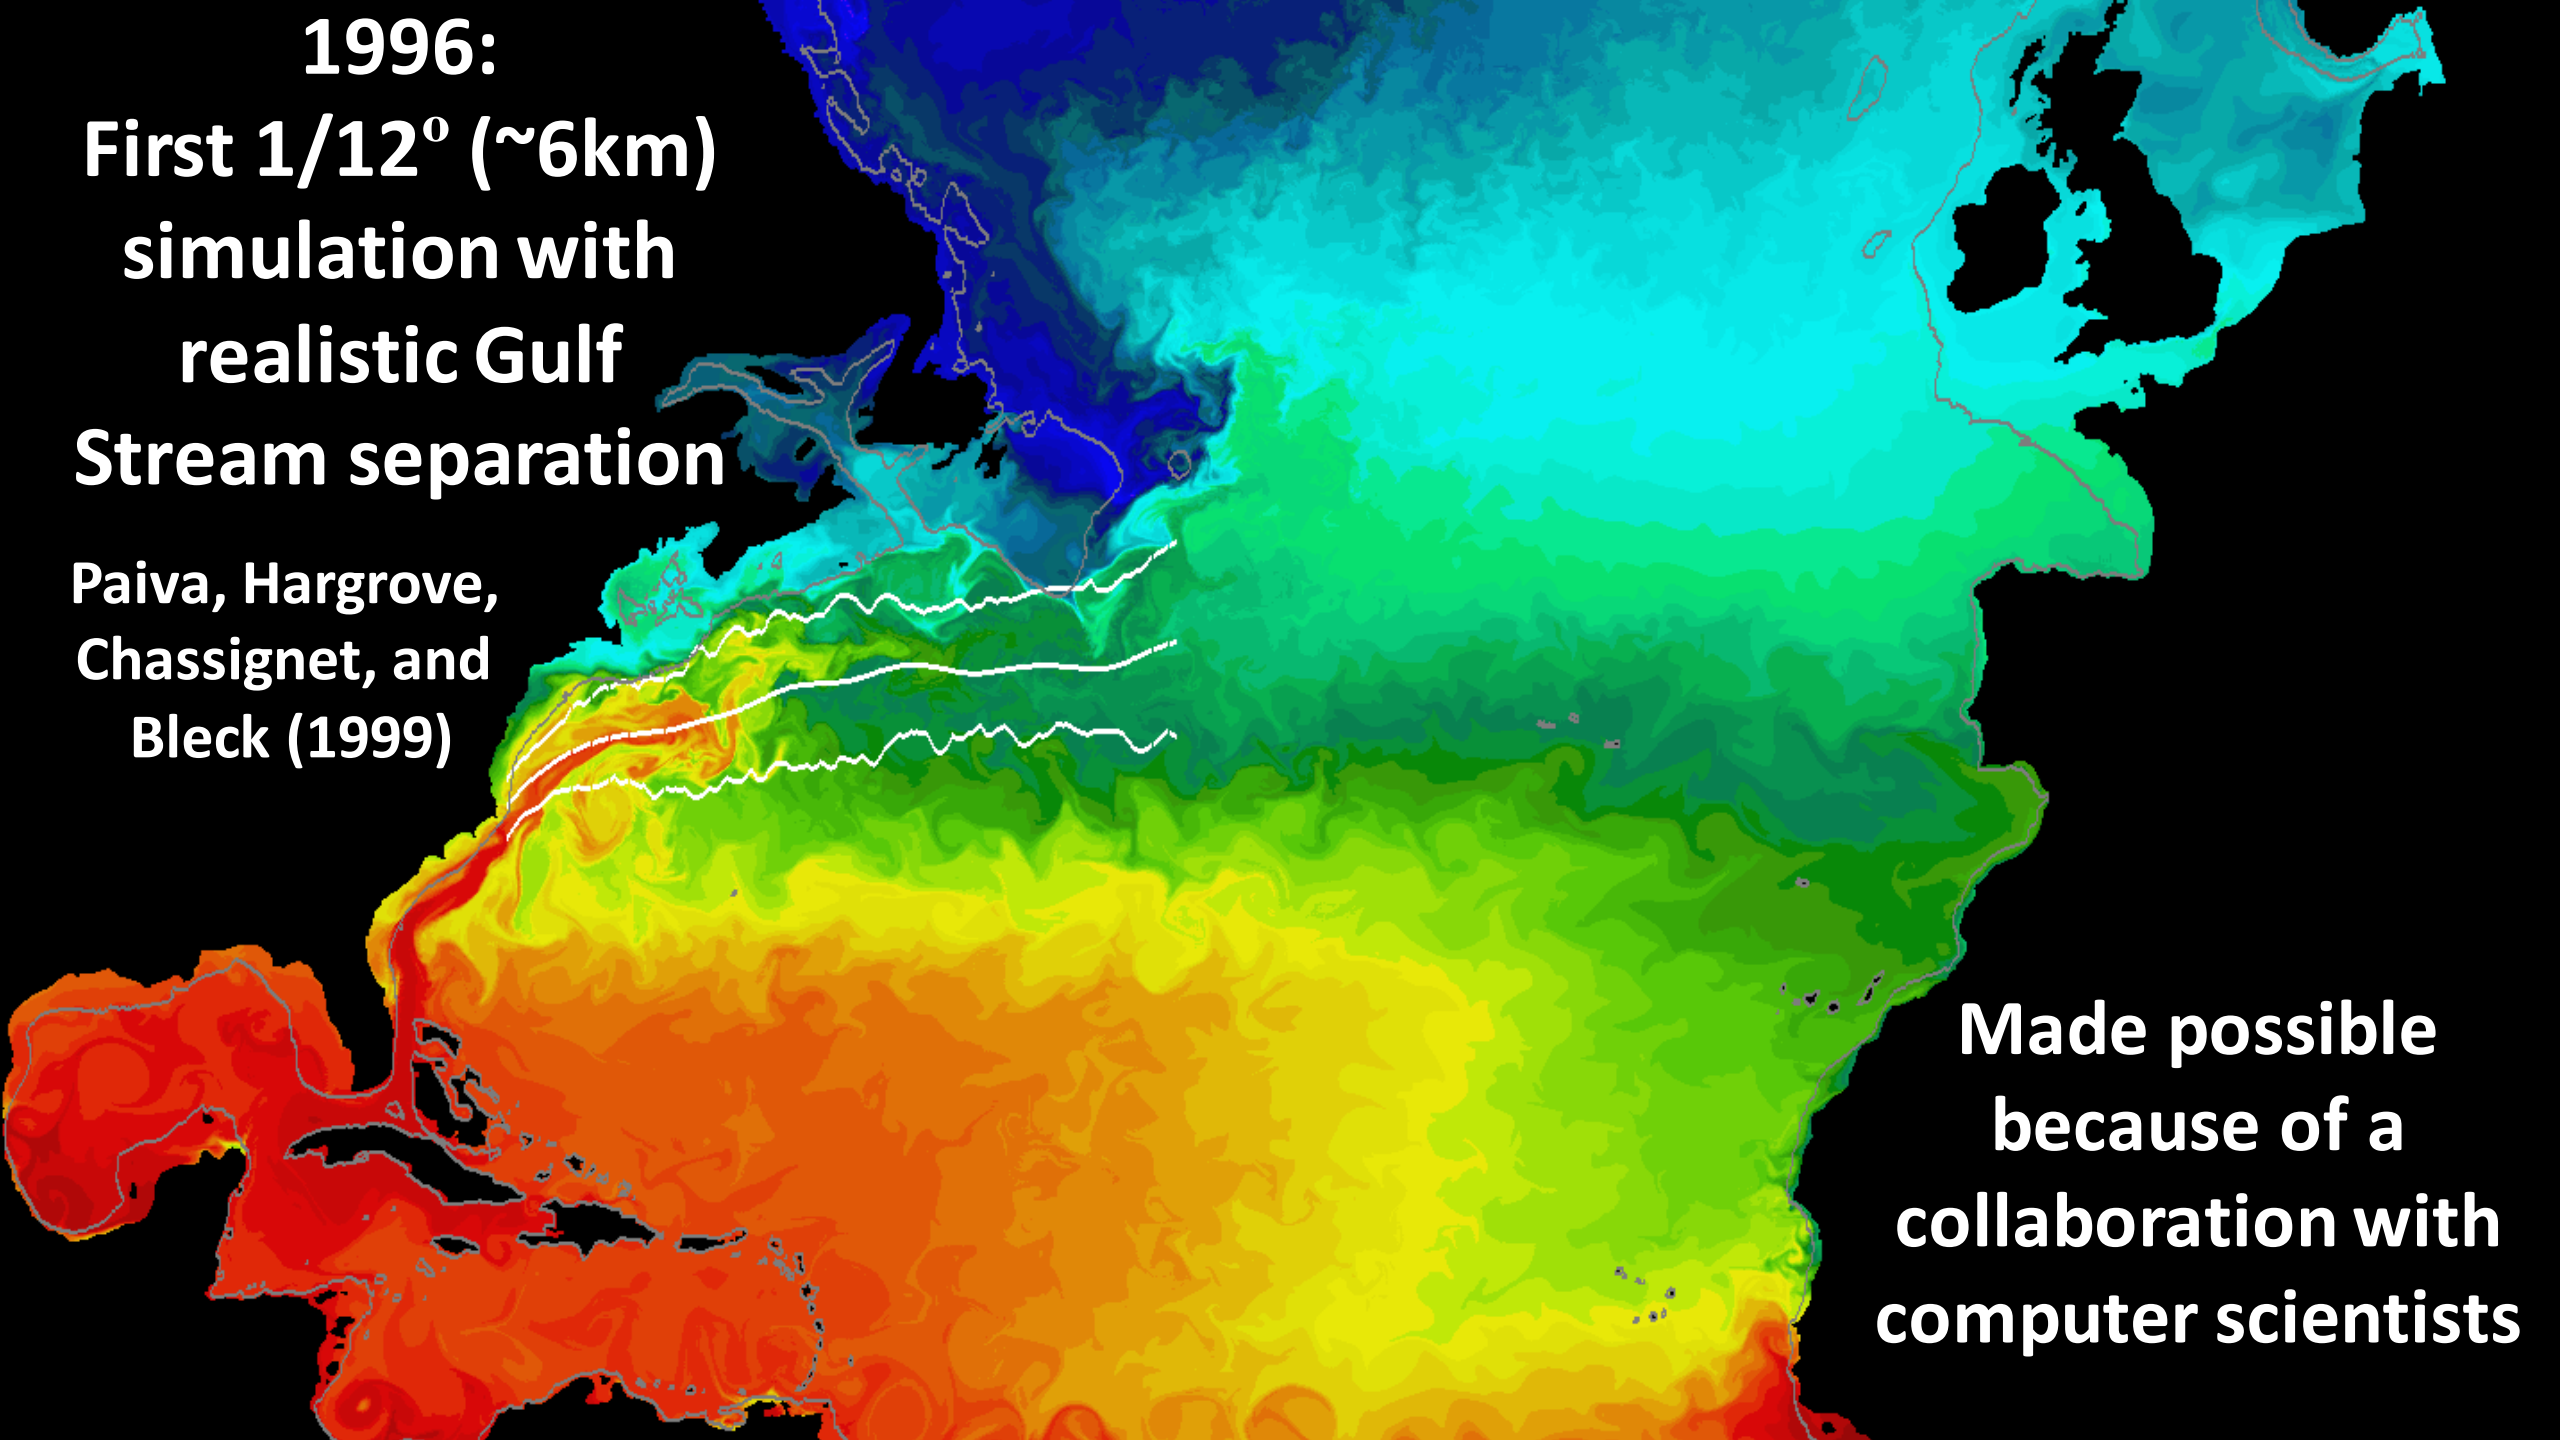 1996:
First 1/12º (~6km)
simulation with
realistic Gulf
Stream separation
Paiva, Hargrove,
Chassignet, and
Bleck (1999)
Made possible
because of a
collaboration with
computer scientists